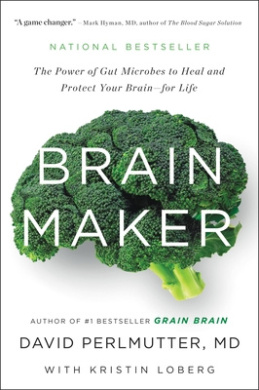 “A game changer.” –Mark Hyman, MD, author of The Blood Sugar Solution
NATIONAL BESTSELLER
The Power of Gut Microbes to Heal and
Protect Your Brain–for Life
BRAIN
MAKER
AUTHOR OF #1 BESTSELLER GRAIN BRAIN
DAVID PERLMUTTER, MD
WITH KRISTIN LOBERG